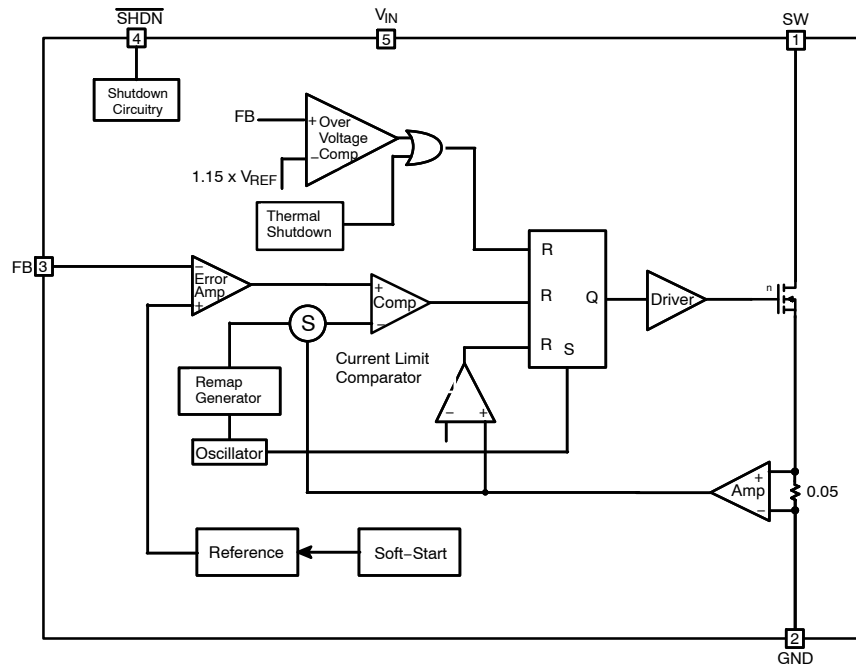 SHDN
VIN
SW
4
5
1
Shutdown
Circuitry
FB
+ Over
Voltage
− Comp
1.15 x VREF
Thermal
Shutdown
R
FB
3
−
Error
Amp
+
+
Comp
−
S
R
Q
Driver
n
R
S
Current Limit
Comparator
Remap
Generator
− +
Oscillator
+
Amp
−
0.05
Reference
Soft−Start
2
GND